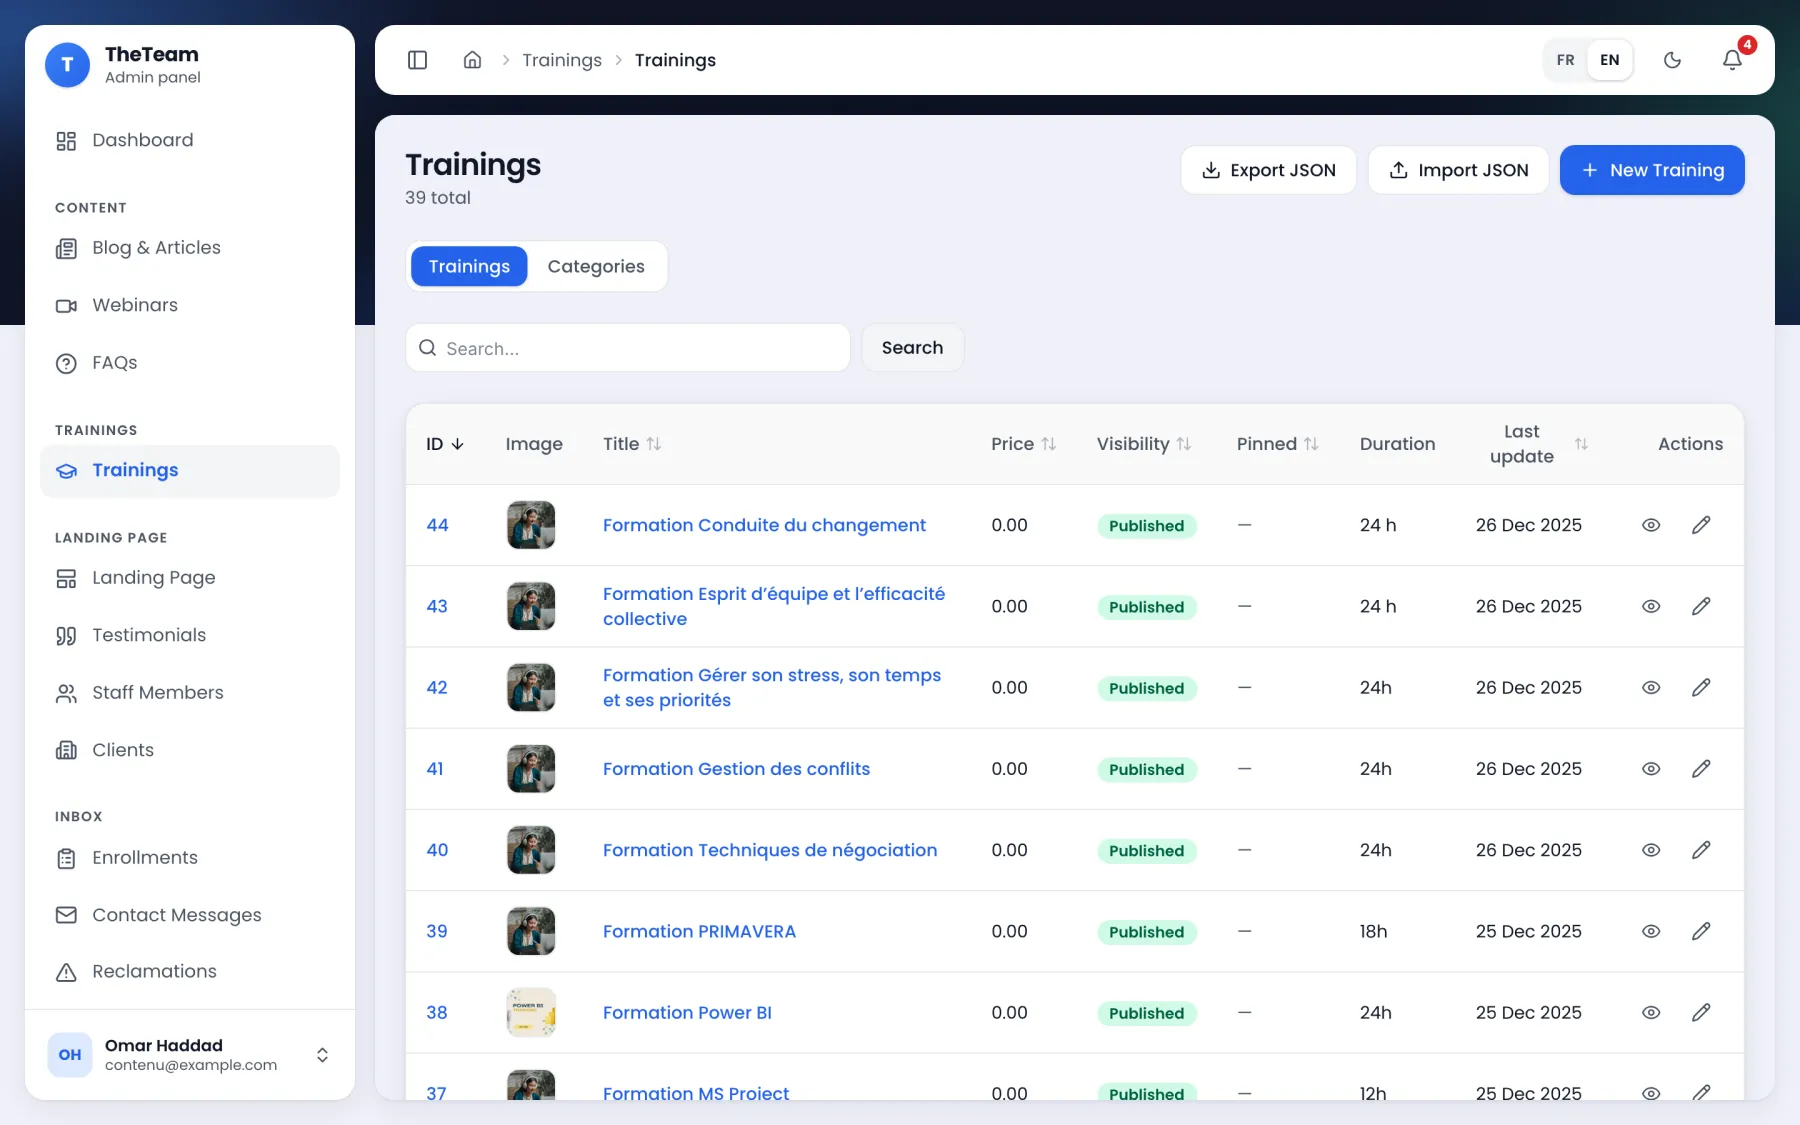 T
TheTeam
Admin panel
Dashboard
CONTENT
Blog & Articles
Webinars
FAQs
TRAININGS
Trainings
LANDING PAGE
Landing Page
Testimonials
Staff Members
Clients
INBOX
Enrollments
Contact Messages
Reclamations
OH
Omar Haddad
contenu@example.com
Trainings
Trainings
FR
EN
4
Trainings
39 total
Export JSON
Import JSON
New Training
Trainings
Categories
Search...
Search
ID Image Title Price Visibility Pinned Duration Last update Actions
44 Formation Conduite du changement 0.00 Published — 24 h 26 Dec 2025
43 Formation Esprit d’équipe et l’efficacité collective 0.00 Published — 24 h 26 Dec 2025
42 Formation Gérer son stress, son temps et ses priorités 0.00 Published — 24h 26 Dec 2025
41 Formation Gestion des conflits 0.00 Published — 24h 26 Dec 2025
40 Formation Techniques de négociation 0.00 Published — 24h 26 Dec 2025
39 Formation PRIMAVERA 0.00 Published — 18h 25 Dec 2025
38 POWER BI Formation Power BI 0.00 Published — 24h 25 Dec 2025
37 Formation MS Project 0.00 Published — 12h 25 Dec 2025